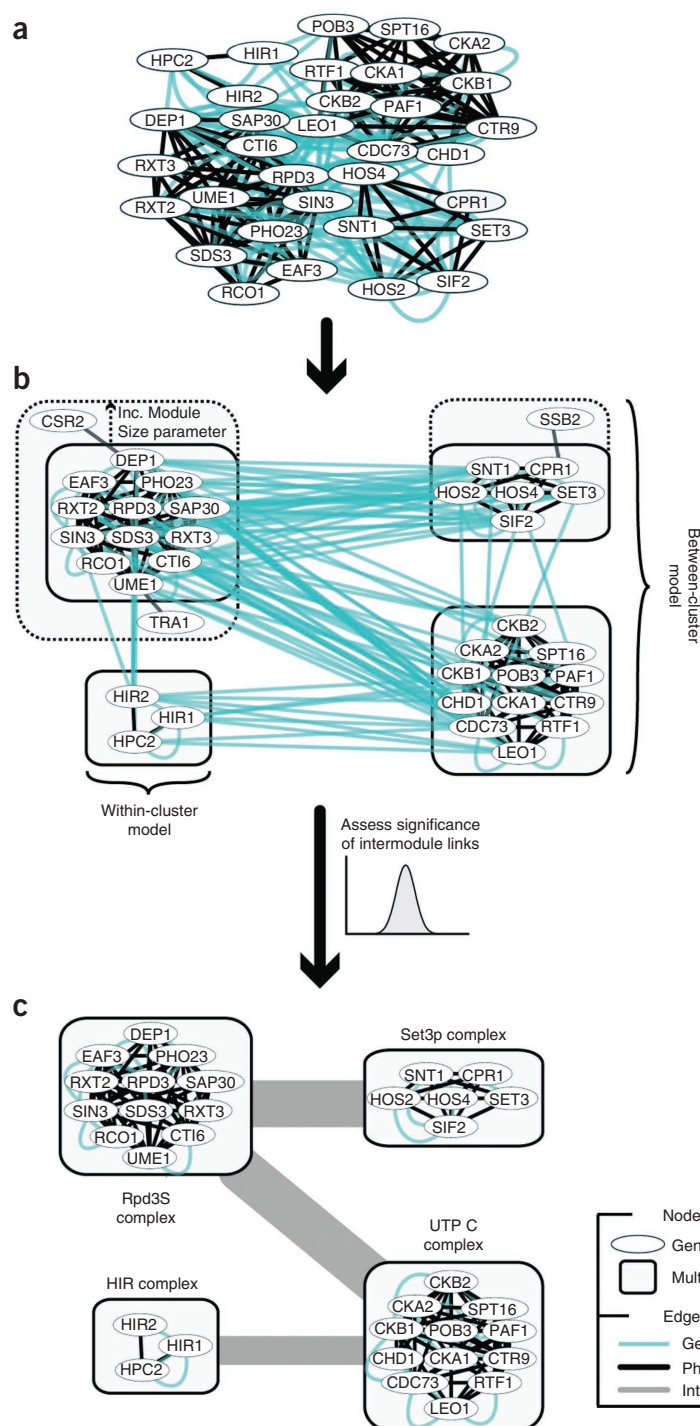 a
POB3
SPT16
CKA2
HPC2
HIR1
RTF1
CKA1
CKB1
HIR2
CKB2
PAF1
DEP1
SAP30
LEO1
CTR9
CTI6
CDC73
CHD1
RXT3
RPD3
HOS4
UME1
SIN3
CPR1
RXT2
PHO23
SNT1
SET3
SDS3
EAF3
RCO1
HOS2
SIF2
b
Inc. Module
Size parameter
CSR2
DEP1
EAF3 PHO23
RXT2 RPD3 SAP30
SIN3 SDS3 RXT3
RCO1 CTI6
UME1
TRA1
SSB2
SNT1 CPR1
HOS2 HOS4 SET3
SIF2
Between-cluster
model
CKB2
CKA2 SPT16
CKB1 POB3 PAF1
CHD1 CKA1 CTR9
CDC73 RTF1
LEO1
HIR2
HIR1
HPC2
Within-cluster
model
Assess significance
of intermodule links
c
DEP1
EAF3 PHO23
RXT2 RPD3 SAP30
SIN3 SDS3 RXT3
RCO1 CTI6
UME1
Rpd3S
complex
Set3p complex
SNT1 CPR1
HOS2 HOS4 SET3
SIF2
UTP C
complex
CKB2
CKA2 SPT16
CKB1 POB3 PAF1
CHD1 CKA1 CTR9
CDC73 RTF1
LEO1
HIR complex
HIR2
HIR1
HPC2
Node
Gen
Mult
Edge
Ge
Ph
Int